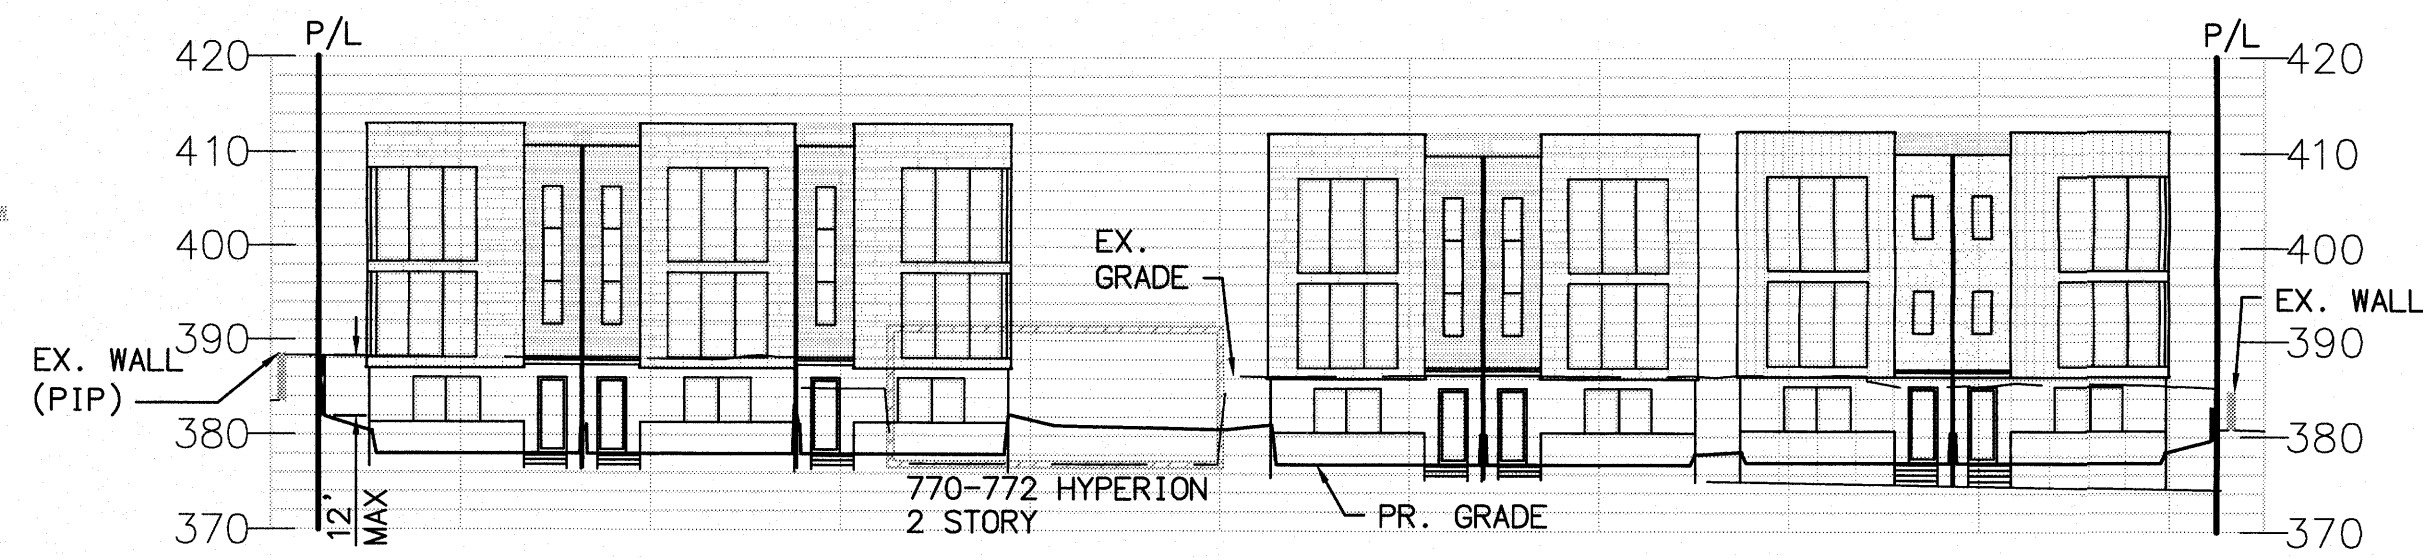 P/L
P/L
420
420
410
410
400
400
EX.
GRADE
390
390
EX. WALL
(PIP)
EX. WALL
380
380
12'
MAX
770-772 HYPERION
2 STORY
PR. GRADE
370
370